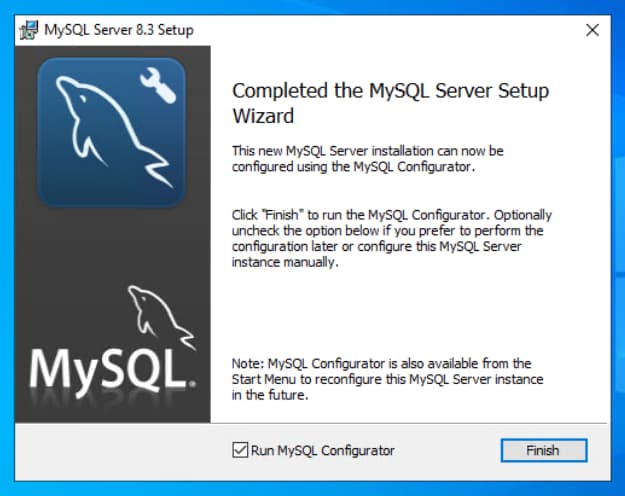 MySQL Server 8.3 Setup
Completed the MySQL Server Setup
Wizard
This new MySQL Server installation can now be
configured using the MySQL Configurator.
Click "Finish" to run the MySQL Configurator. Optionally
uncheck the option below if you prefer to perform the
configuration later or configure this MySQL Server
instance manually.
MySQL®
Note: MySQL Configurator is also available from the
Start Menu to reconfigure this MySQL Server instance
in the future.
Run MySQL Configurator
Finish